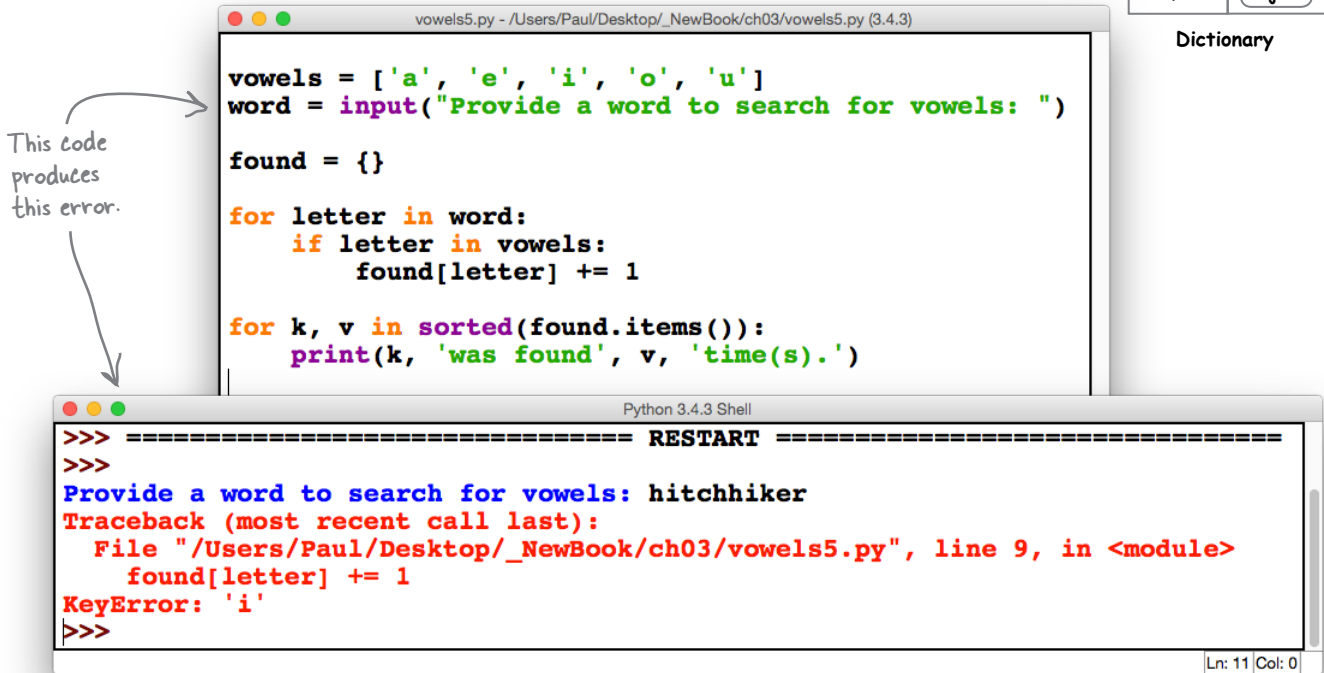 vowels5.py - /Users/Paul/Desktop/_NewBook/ch03/vowels5.py (3.4.3)
Dictionary
vowels = ['a', 'e', 'i', 'o', 'u']
word = input("Provide a word to search for vowels: ")
found = {}
for letter in word:
    if letter in vowels:
        found[letter] += 1
for k, v in sorted(found.items()):
    print(k, 'was found', v, 'time(s).')
This code
produces
this error.
Python 3.4.3 Shell
>>> ================================ RESTART ================================
>>>
Provide a word to search for vowels: hitchhiker
Traceback (most recent call last):
  File "/Users/Paul/Desktop/_NewBook/ch03/vowels5.py", line 9, in <module>
    found[letter] += 1
KeyError: 'i'
>>>
Ln: 11 Col: 0